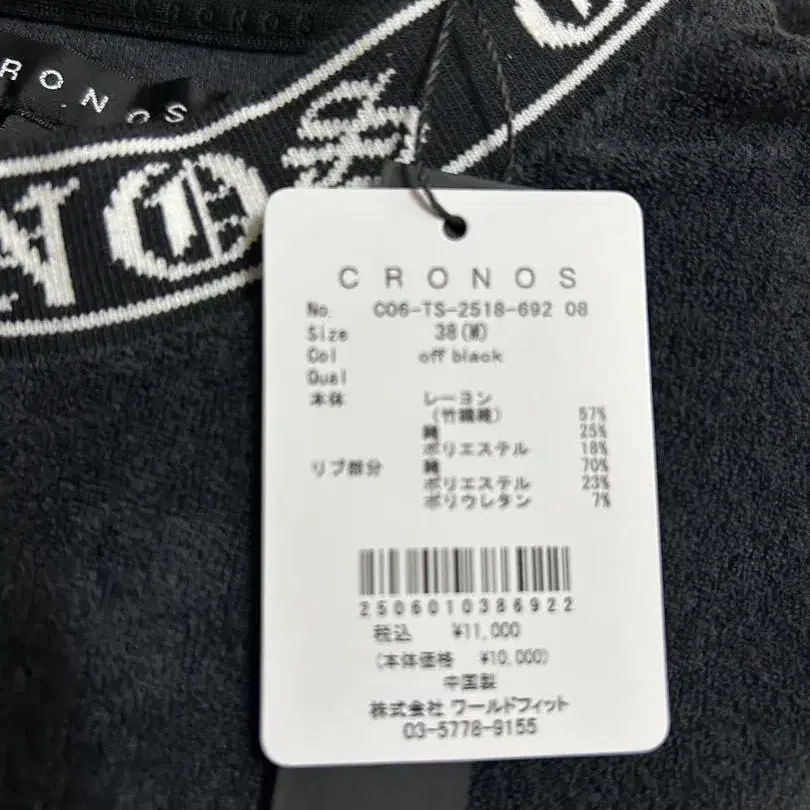 CRONOS
CRONOS
NOS
C
CRONOS
No. C06-TS-2518-692 08
Size 38(M)
Col off black
Qual
本体 レーヨン
(竹繊維) 57%
綿 25%
ポリエステル 18%
リブ部分 綿 70%
ポリエステル 23%
ポリウレタン 7%
2506010386922
税込 ¥11,000
(本体価格 ¥10,000)
中国製
株式会社 ワールドフィット
03-5778-9155